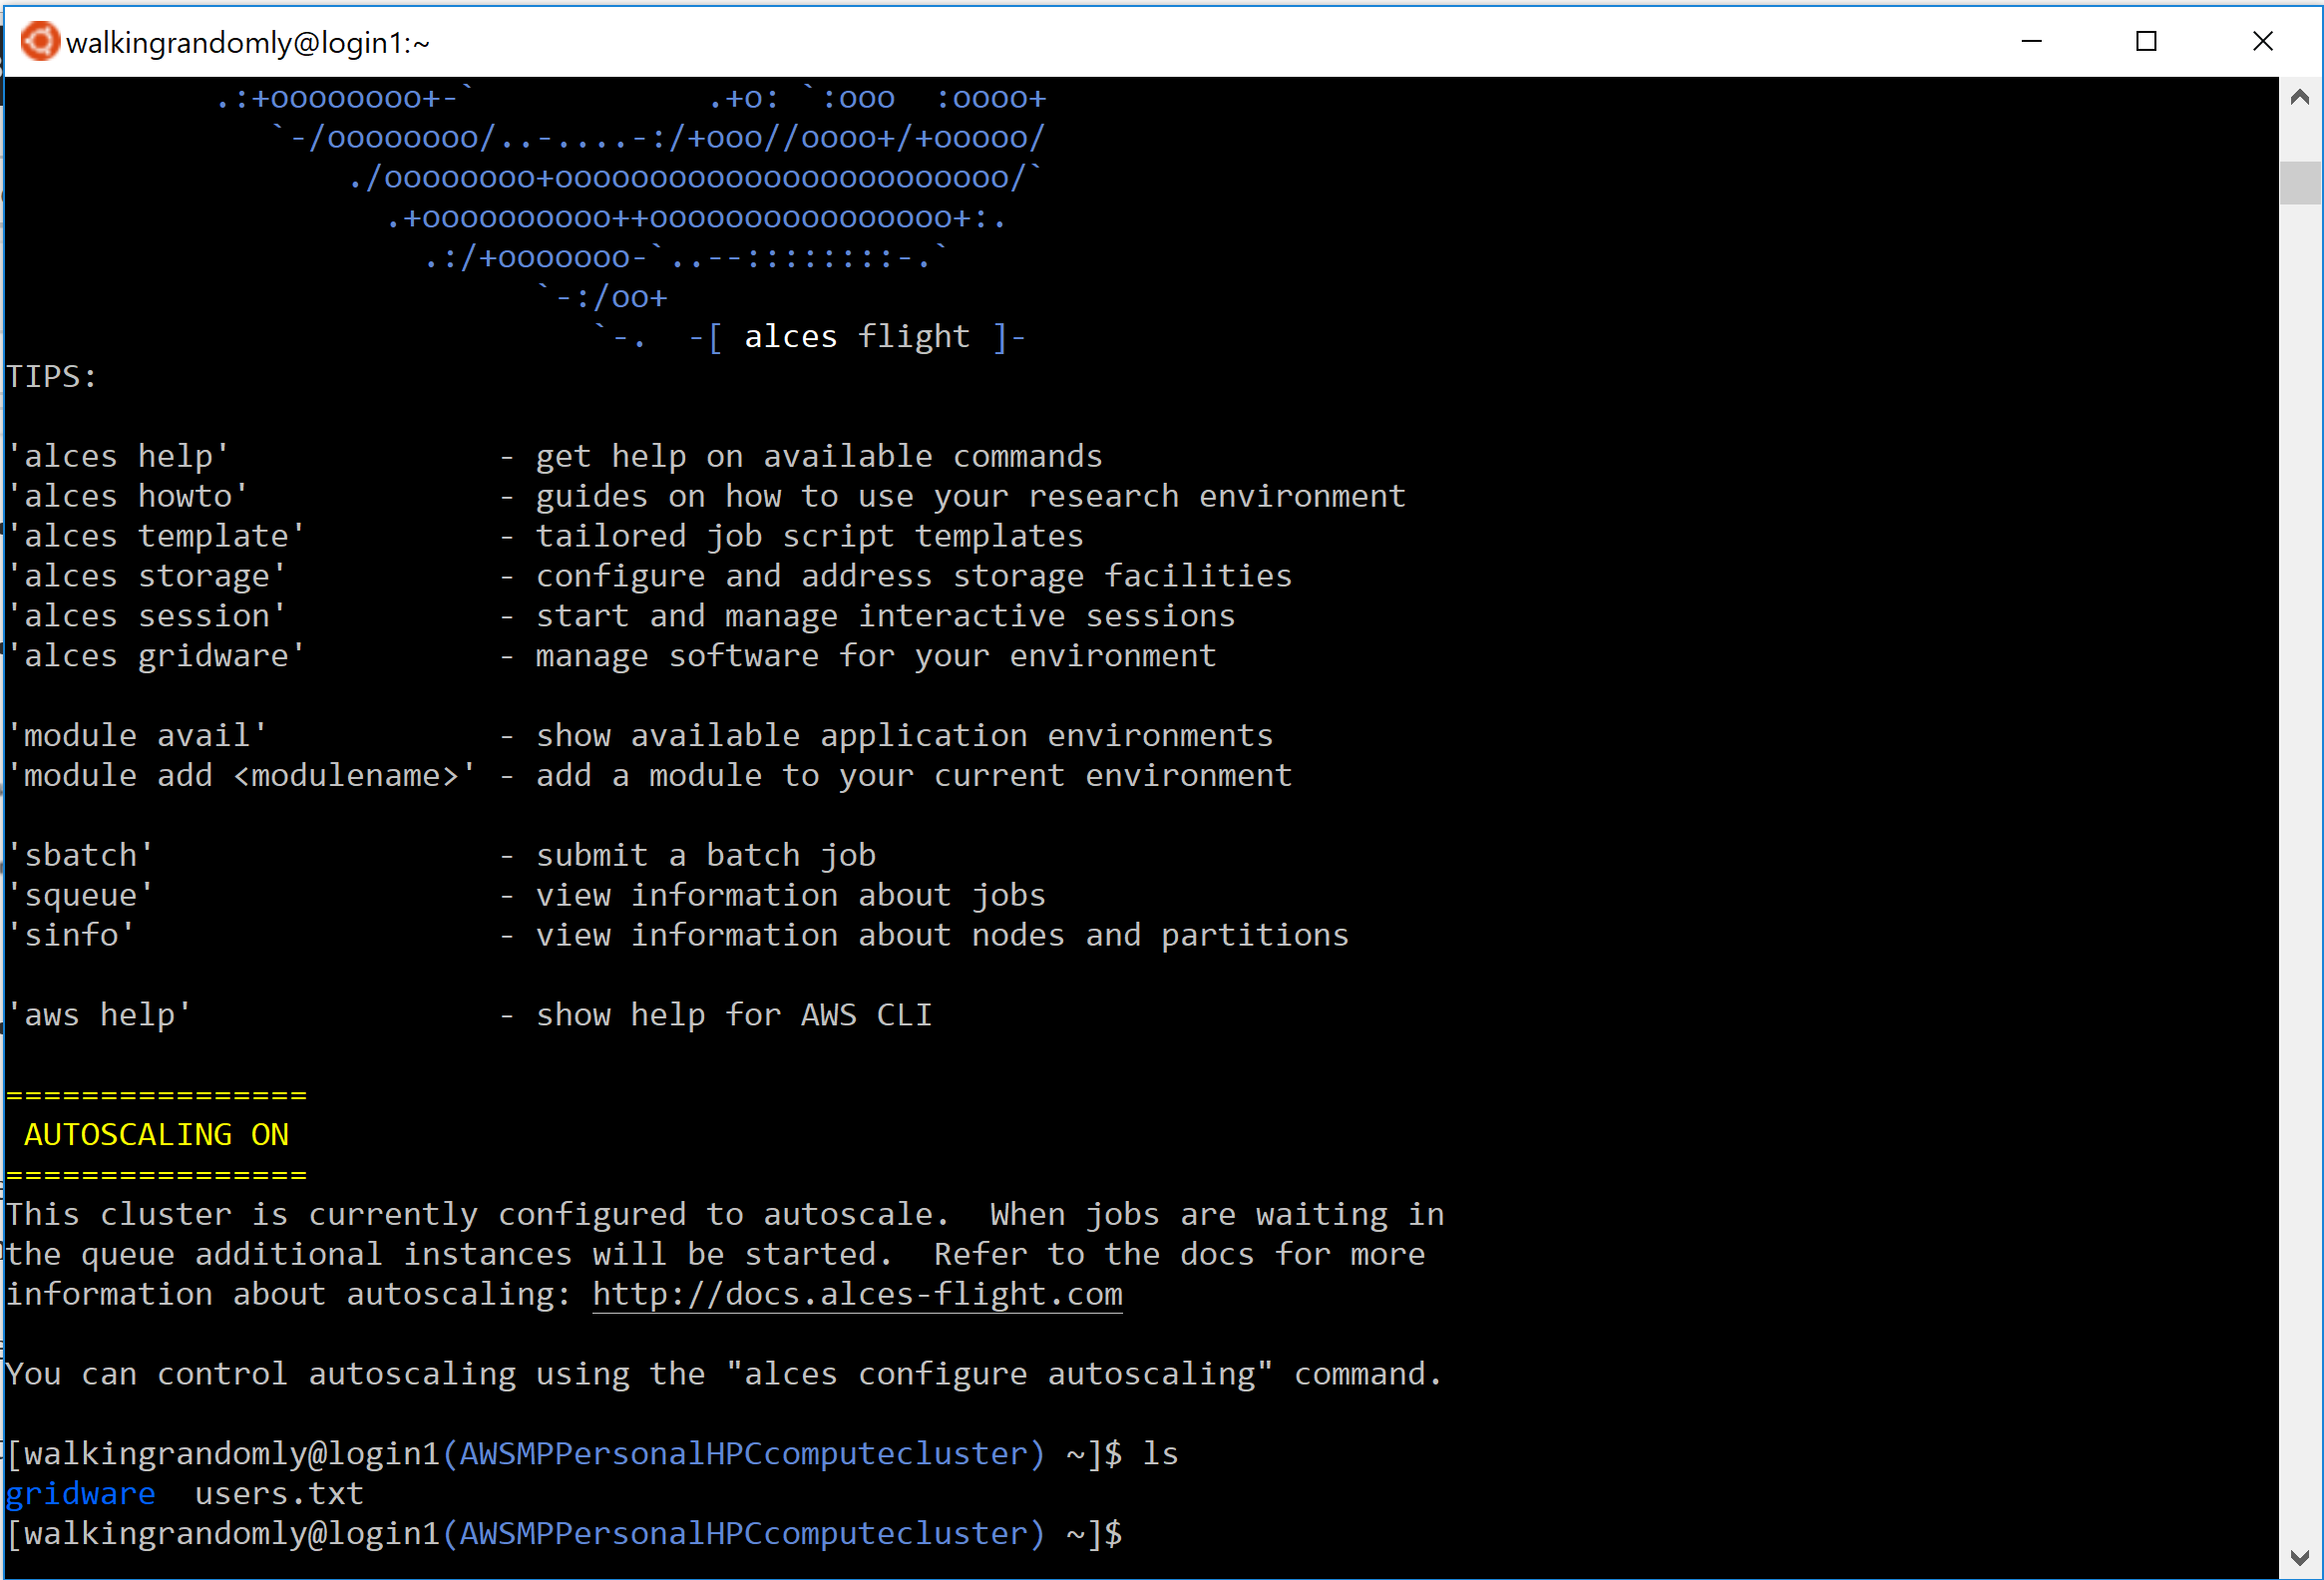 walkingrandomly@login1:~
.:+oooooooo+-`             .+o: `:ooo  :oooo+
`-/oooooooo/..-....-:/+ooo//oooo+/+ooooo/
./oooooooo+oooooooooooooooooooooooo/`
.+oooooooooo++oooooooooooooooo+:.
.:/+ooooooo-`..--::::::::-.`
`-:/oo+
`-.  -[ alces flight ]-
TIPS:
'alces help'              - get help on available commands
'alces howto'             - guides on how to use your research environment
'alces template'          - tailored job script templates
'alces storage'           - configure and address storage facilities
'alces session'           - start and manage interactive sessions
'alces gridware'          - manage software for your environment
'module avail'            - show available application environments
'module add <modulename>' - add a module to your current environment
'sbatch'                  - submit a batch job
'squeue'                  - view information about jobs
'sinfo'                   - view information about nodes and partitions
'aws help'                - show help for AWS CLI
================
AUTOSCALING ON
================
This cluster is currently configured to autoscale.  When jobs are waiting in
the queue additional instances will be started.  Refer to the docs for more
information about autoscaling: http://docs.alces-flight.com
You can control autoscaling using the "alces configure autoscaling" command.
[walkingrandomly@login1(AWSMPPersonalHPCcomputecluster) ~]$ ls
gridware  users.txt
[walkingrandomly@login1(AWSMPPersonalHPCcomputecluster) ~]$